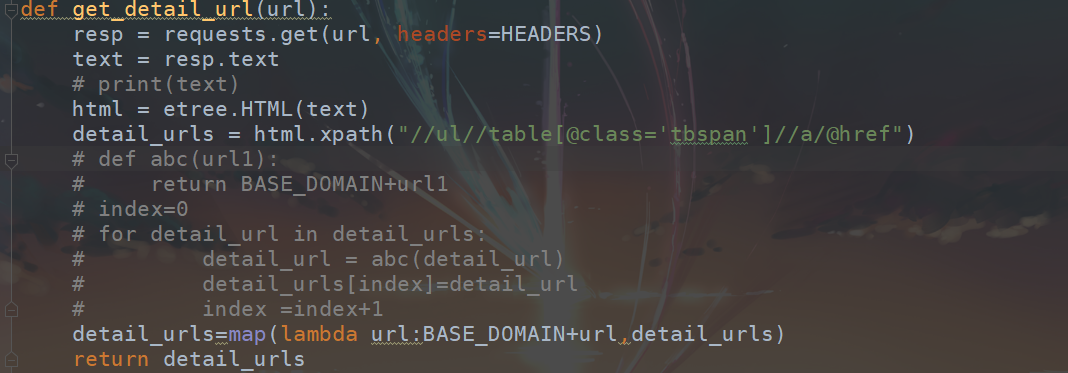 def get_detail_url(url):
    resp = requests.get(url, headers=HEADERS)
    text = resp.text
    # print(text)
    html = etree.HTML(text)
    detail_urls = html.xpath("//ul//table[@class='tbspan']//a/@href")
    # def abc(url1):
    #     return BASE_DOMAIN+url1
    # index=0
    # for detail_url in detail_urls:
    #         detail_url = abc(detail_url)
    #         detail_urls[index]=detail_url
    #         index =index+1
    detail_urls=map(lambda url:BASE_DOMAIN+url,detail_urls)
    return detail_urls